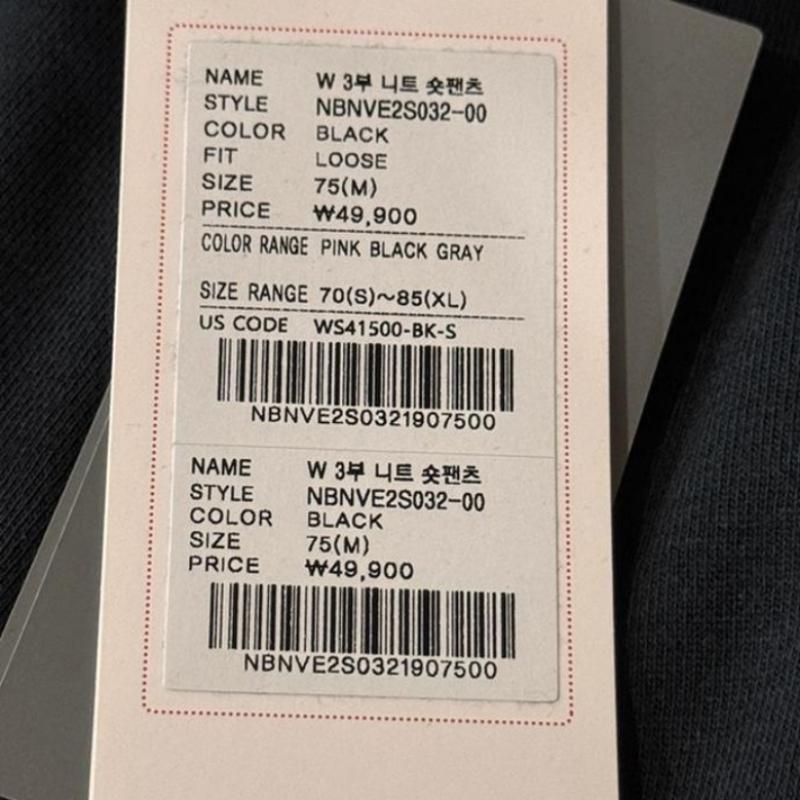 NAME W 3부 니트 숏팬츠
STYLE NBNVE2S032-00
COLOR BLACK
FIT LOOSE
SIZE 75(M)
PRICE ₩49,900
COLOR RANGE PINK BLACK GRAY
SIZE RANGE 70(S)~85(XL)
US CODE WS41500-BK-S
NBNVE2S0321907500
NAME W 3부 니트 숏팬츠
STYLE NBNVE2S032-00
COLOR BLACK
SIZE 75(M)
PRICE ₩49,900
NBNVE2S0321907500